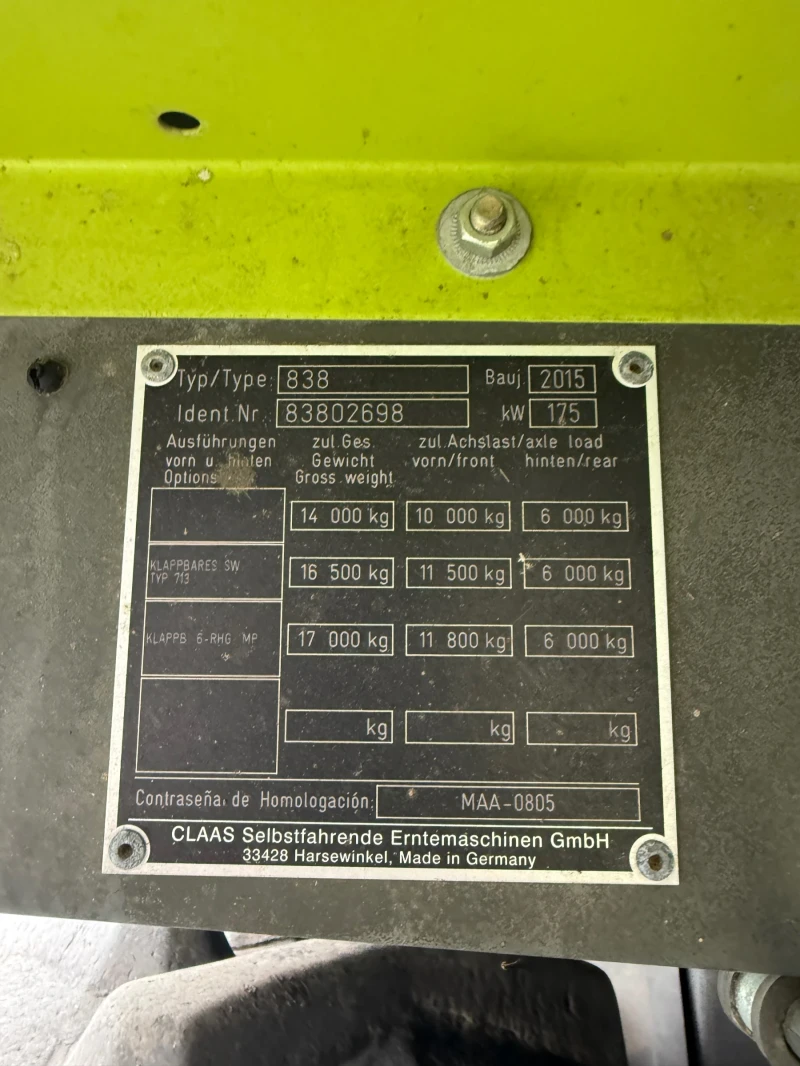 Typ/Type: 838 Bauj. 2015
Ident.Nr. 83802698 kW 175
Ausführungen zul.Ges. zul.Achslast/axle load
vorn u. hinten Gewicht vorn/front hinten/rear
Options Gross weight
14 000 kg 10 000 kg 6 000 kg
KLAPPBARES SW
TYP 713 16 500 kg 11 500 kg 6 000 kg
KLAPPB 6-RHG MP 17 000 kg 11 800 kg 6 000 kg
kg kg kg
Contraseña de Homologación: MAA-0805
CLAAS Selbstfahrende Erntemaschinen GmbH
33428 Harsewinkel, Made in Germany